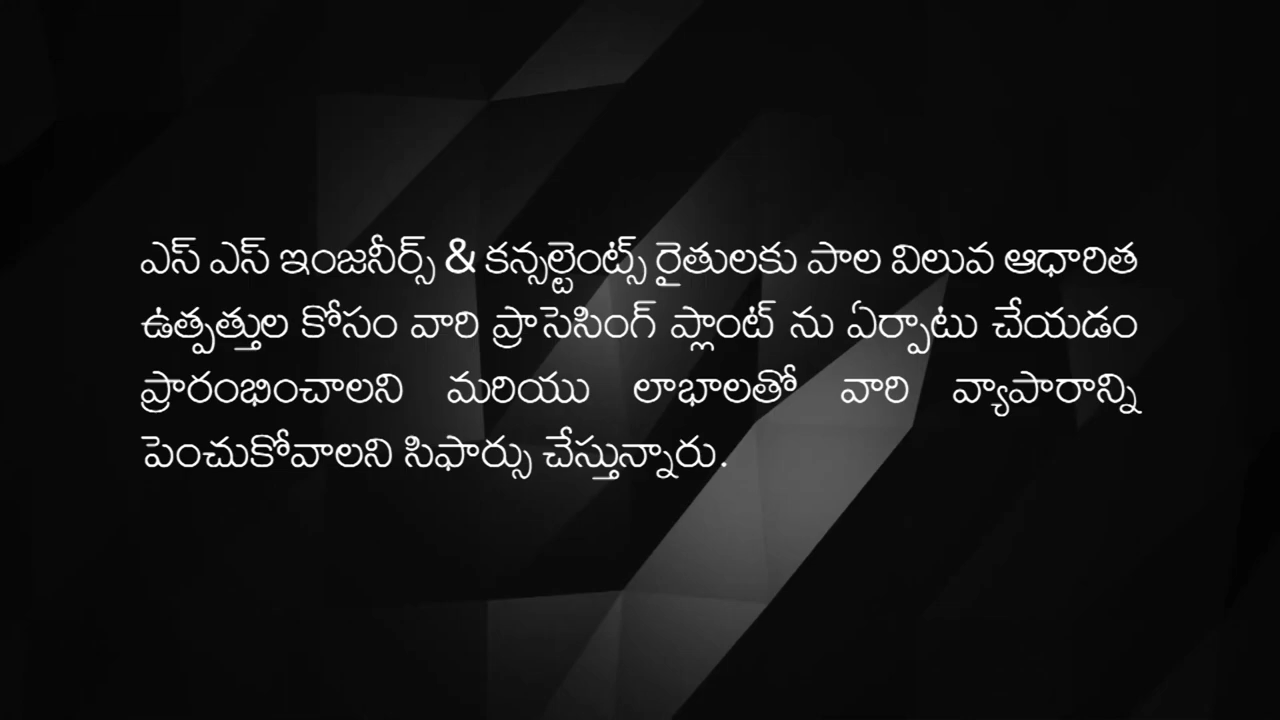 ఎస్ ఎస్ ఇంజనీర్స్ & కన్సల్టెంట్స్ రైతులకు పాల విలువ ఆధారిత
ఉత్పత్తుల కోసం వారి ప్రాసెసింగ్ ప్లాంట్ ను ఏర్పాటు చేయడం
ప్రారంభించాలని మరియు లాభాలతో వారి వ్యాపారాన్ని
పెంచుకోవాలని సిఫార్సు చేస్తున్నారు.